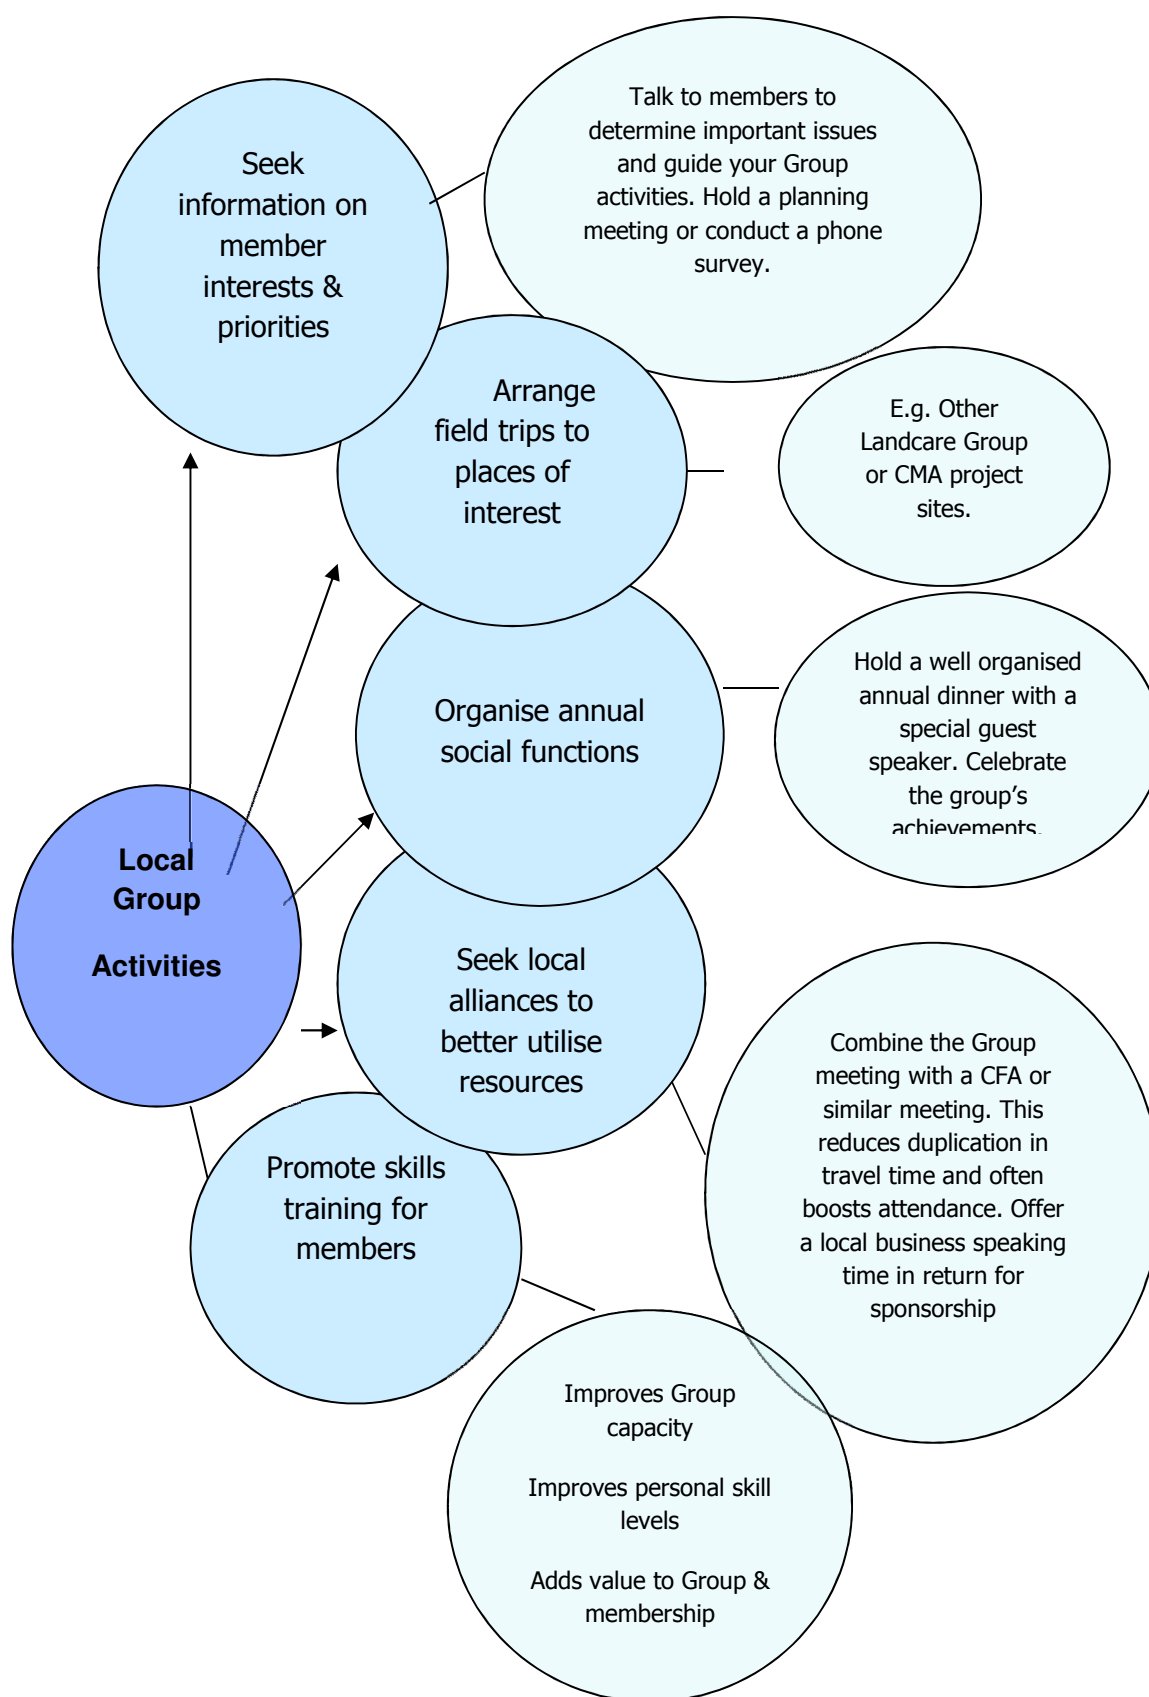 Seek
information on
member
interests &
priorities
Talk to members to
determine important issues
and guide your Group
activities. Hold a planning
meeting or conduct a phone
survey.
Arrange
field trips to
places of
interest
E.g. Other
Landcare Group
or CMA project
sites.
Organise annual
social functions
Hold a well organised
annual dinner with a
special guest
speaker. Celebrate
the group’s
achievements.
Local
Group
Activities
Seek local
alliances to
better utilise
resources
Combine the Group
meeting with a CFA or
similar meeting. This
reduces duplication in
travel time and often
boosts attendance. Offer
a local business speaking
time in return for
sponsorship
Promote skills
training for
members
Improves Group
capacity
Improves personal skill
levels
Adds value to Group &
membership